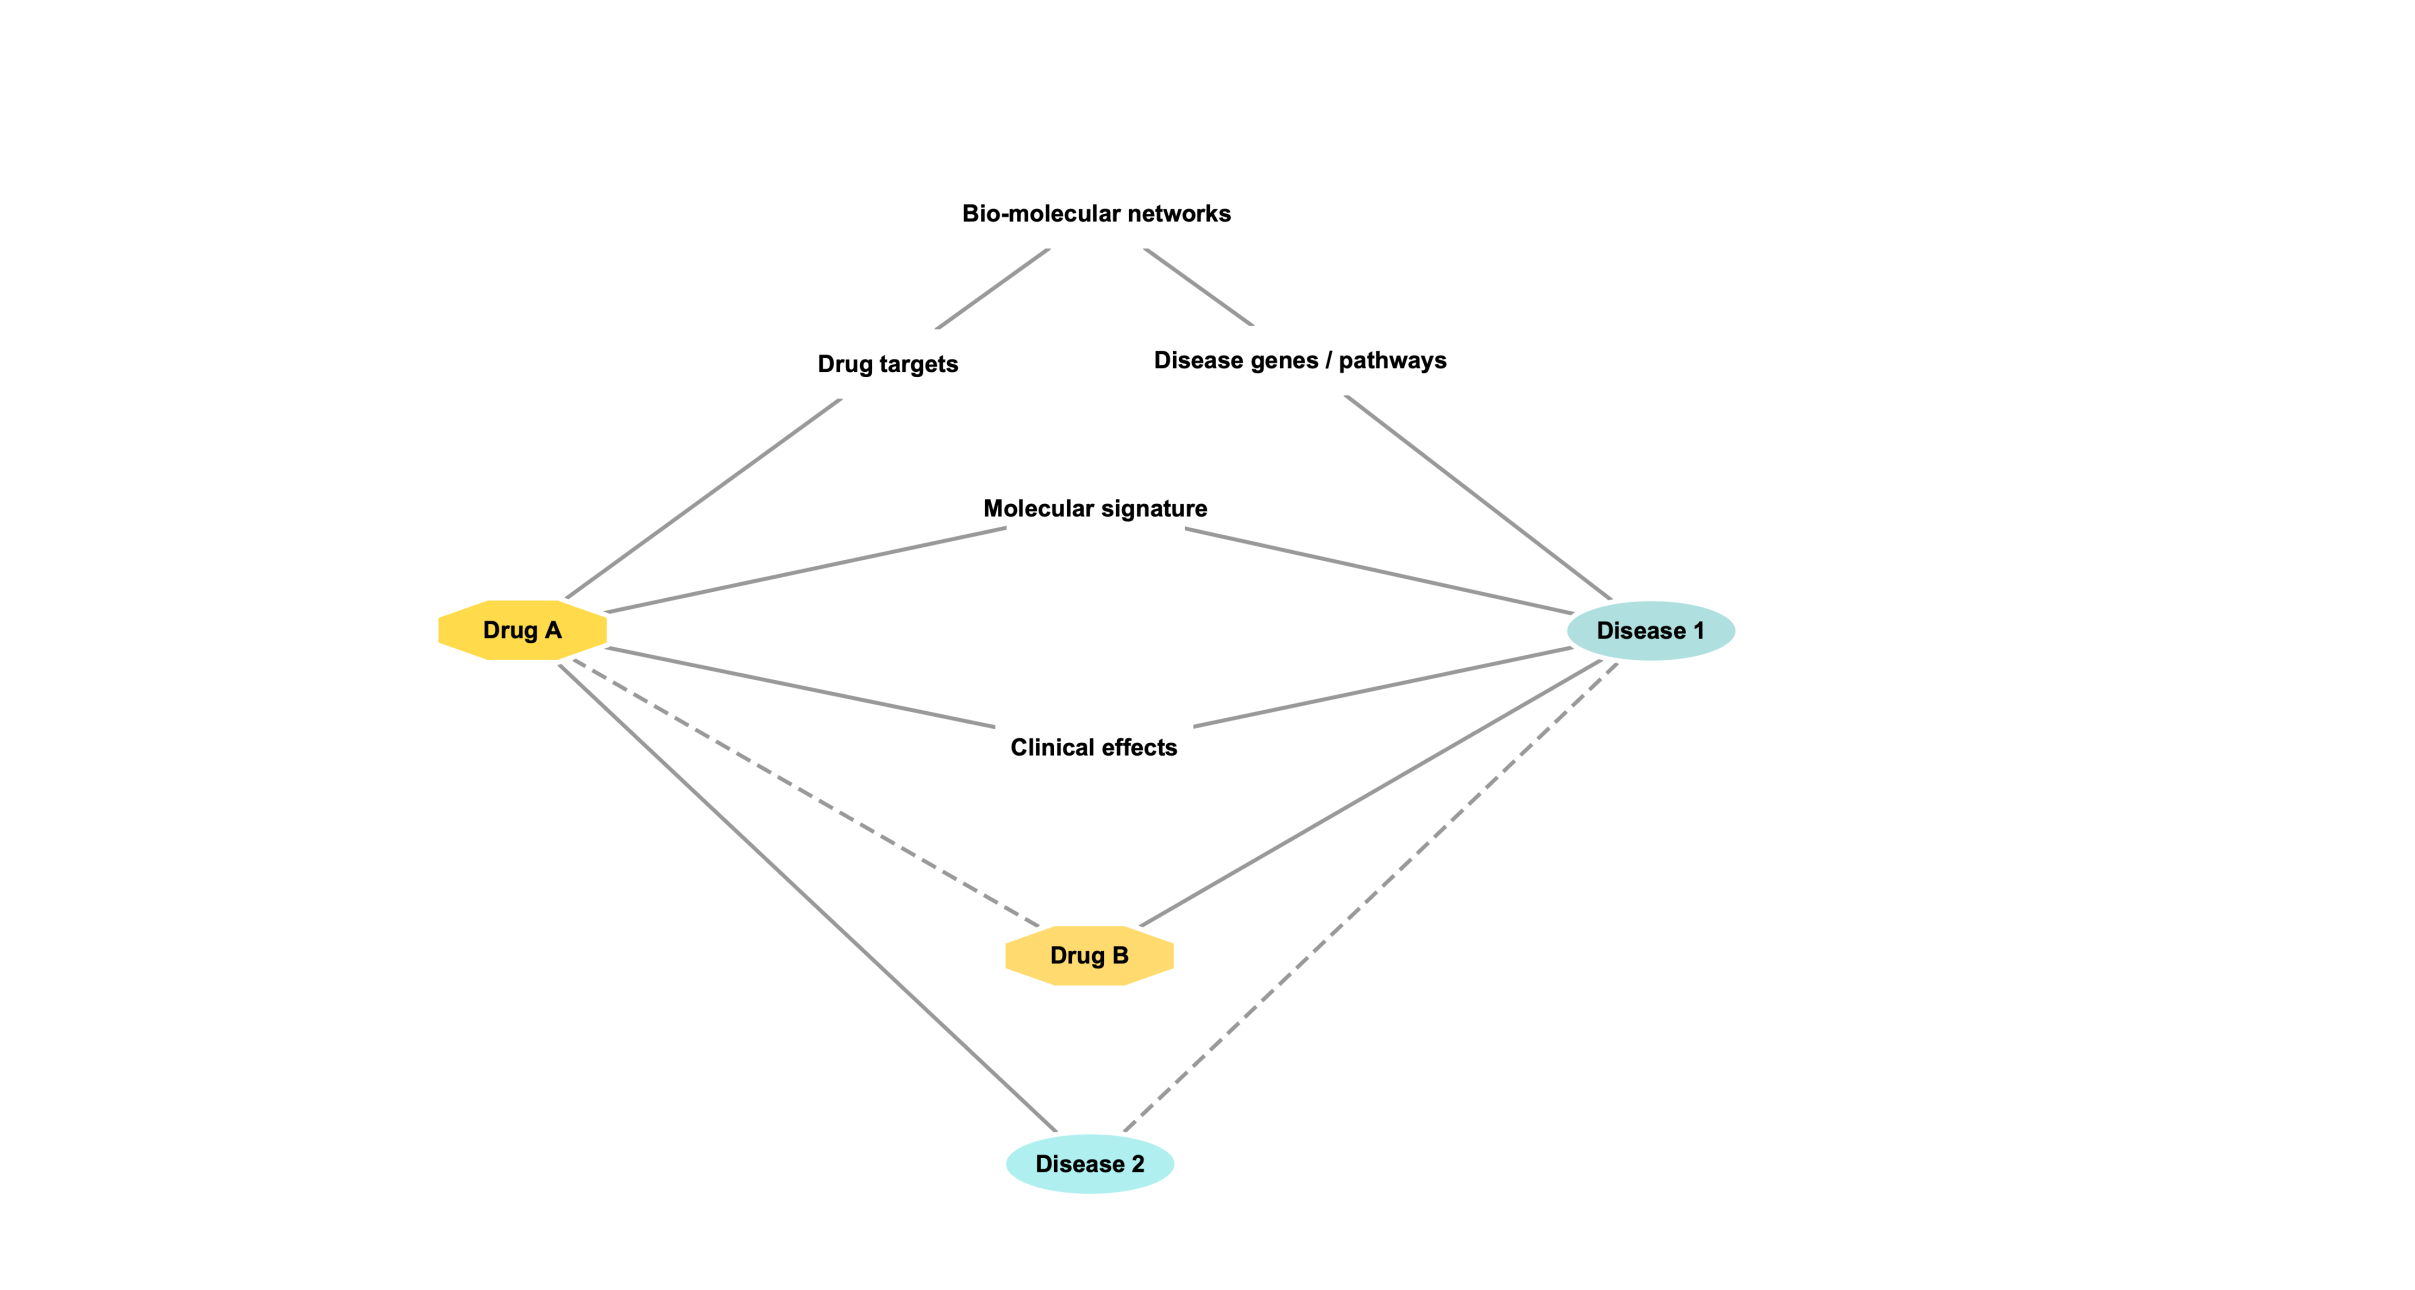 Bio-molecular networks
Drug targets
Disease genes / pathways
Molecular signature
Drug A
Disease 1
Clinical effects
Drug B
Disease 2